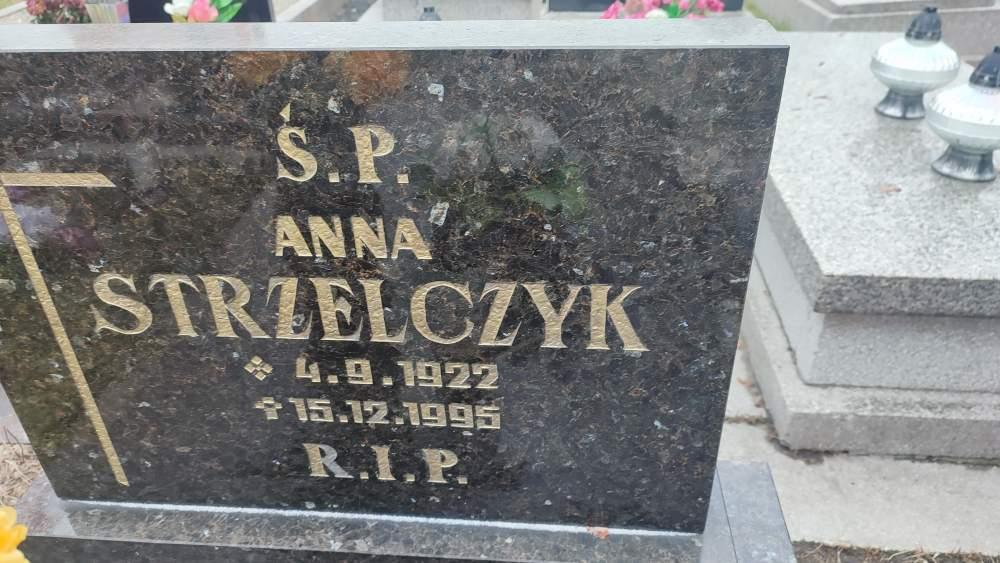 Ś.P.
ANNA
STRZELCZYK
4.9.1922
15.12.1995
R.I.P.